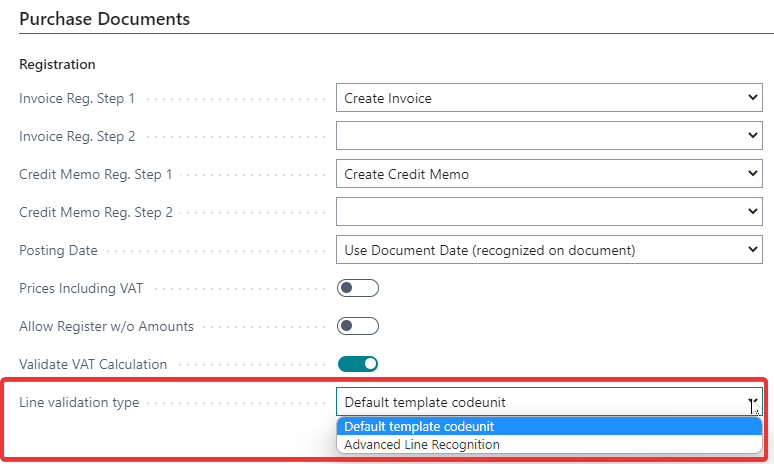 Purchase Documents
Registration
Invoice Reg. Step 1 Create Invoice
Invoice Reg. Step 2
Credit Memo Reg. Step 1 Create Credit Memo
Credit Memo Reg. Step 2
Posting Date Use Document Date (recognized on document)
Prices Including VAT
Allow Register w/o Amounts
Validate VAT Calculation
Line validation type Default template codeunit
Default template codeunit
Advanced Line Recognition